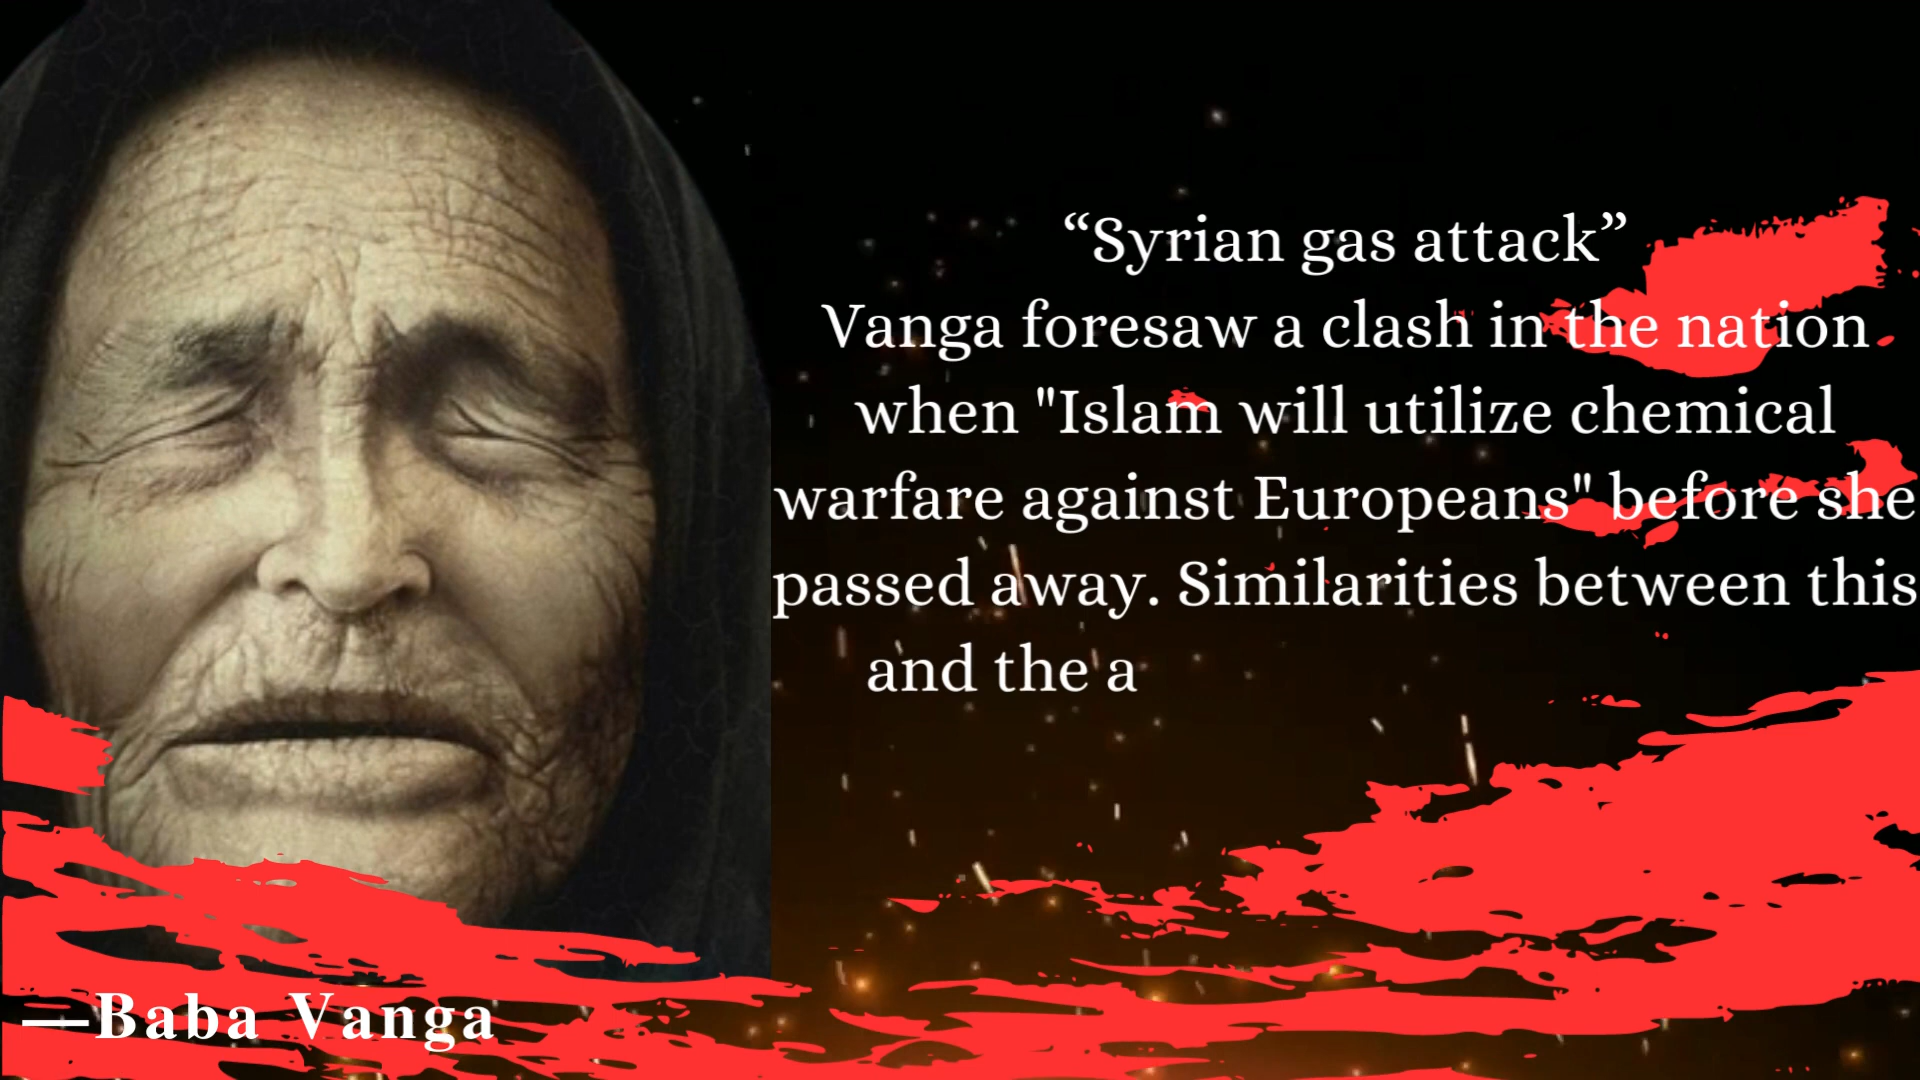 “Syrian gas attack”
Vanga foresaw a clash in the nation
when "Islam will utilize chemical
warfare against Europeans" before she
passed away. Similarities between this
and the a
—Baba Vanga